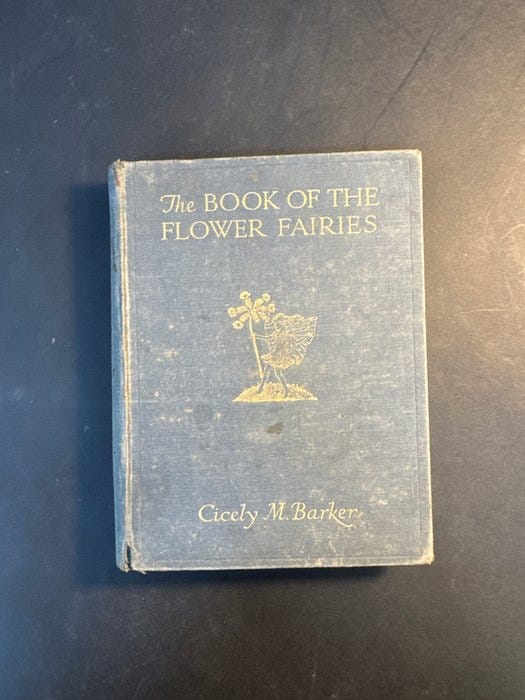 The BOOK OF THE
FLOWER FAIRIES
Cicely M. Barker